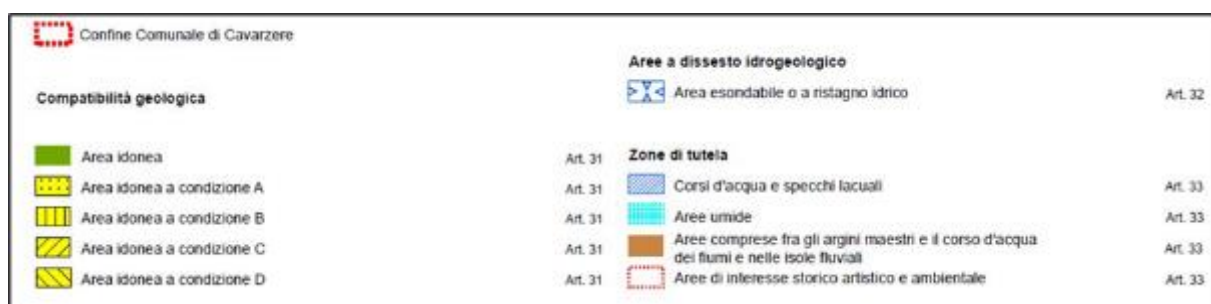 Confine Comunale di Cavarzere
Compatibilità geologica
Area idonea Art. 31
Area idonea a condizione A Art. 31
Area idonea a condizione B Art. 31
Area idonea a condizione C Art. 31
Area idonea a condizione D Art. 31
Aree a dissesto idrogeologico
Area esondabile o a ristagno idrico Art. 32
Zone di tutela
Corsi d'acqua e specchi lacuali Art. 33
Aree umide Art. 33
Aree comprese fra gli argini maestri e il corso d'acqua
dei fiumi e nelle isole fluviali Art. 33
Aree di interesse storico artistico e ambientale Art. 33